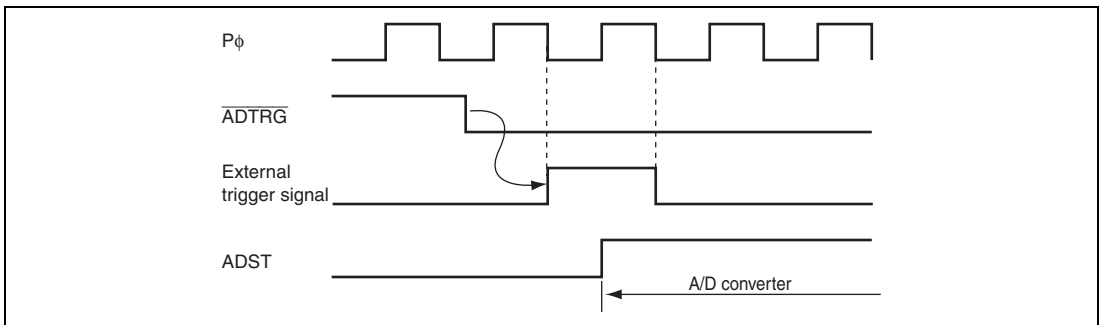 Pϕ
ADTRG
External
trigger signal
ADST
A/D converter